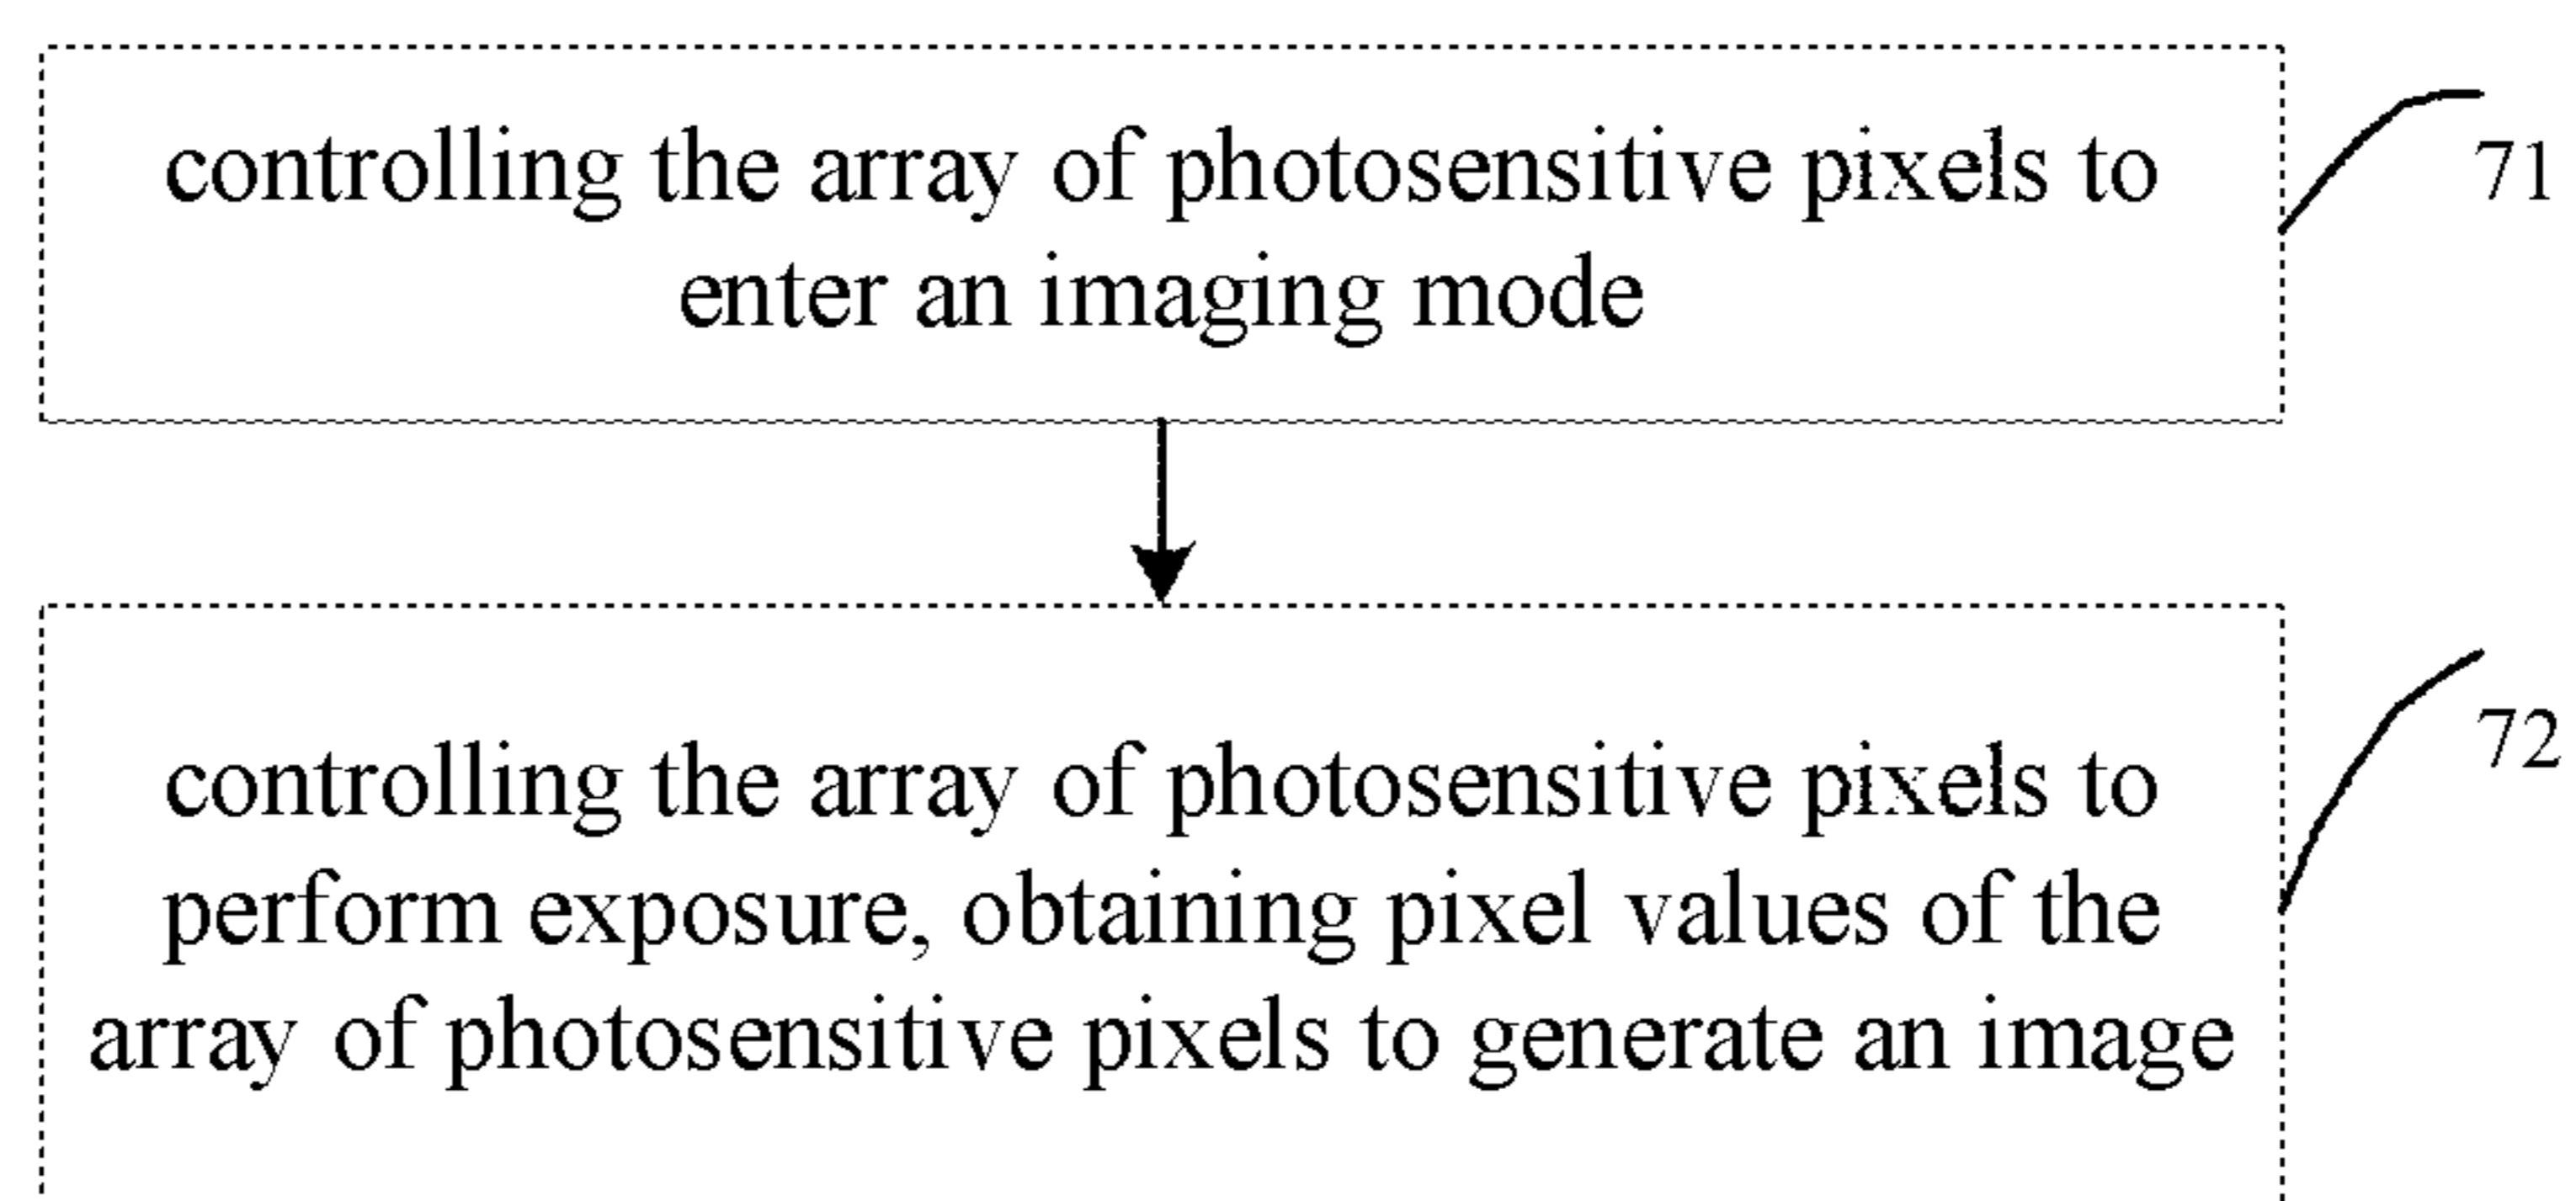 controlling the array of photosensitive pixels to
enter an imaging mode
71
controlling the array of photosensitive pixels to
perform exposure, obtaining pixel values of the
array of photosensitive pixels to generate an image
72